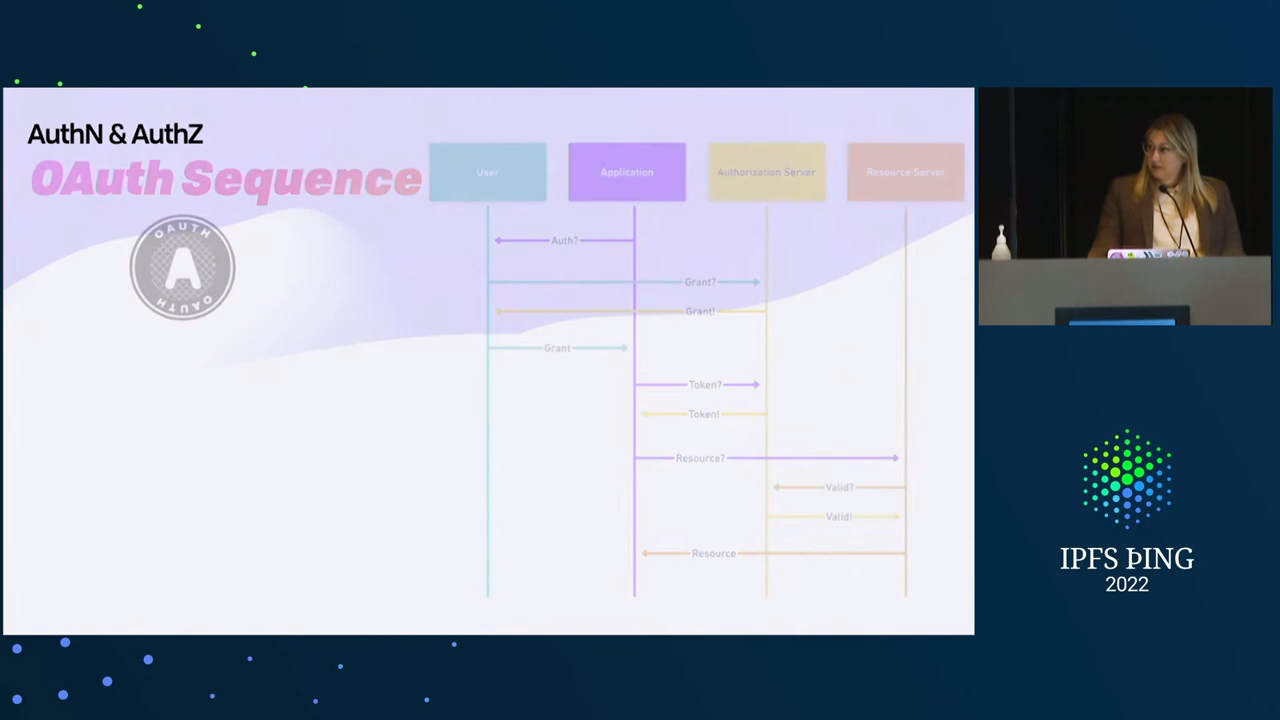 AuthN & AuthZ
OAuth Sequence
OAUTH
A
OAUTH
User
Application
Authorization Server
Resource Server
Auth?
Grant?
Grant!
Grant
Token?
Token!
Resource?
Valid?
Valid!
Resource
IPFS ÞING
2022